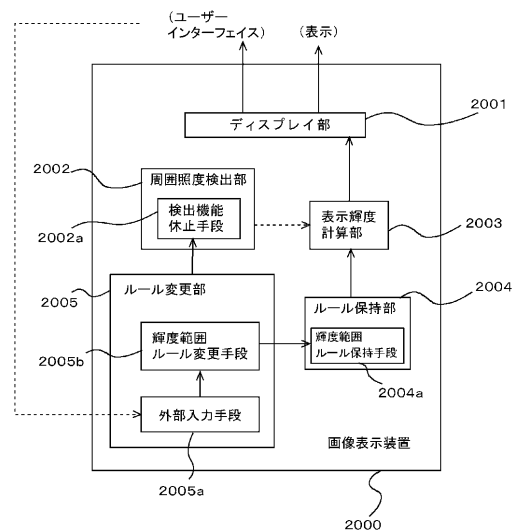 (ユーザー
インターフェイス)
(表示)
ディスプレイ部
2001
2002
周囲照度検出部
2002a
検出機能
休止手段
表示輝度
計算部
2003
2005
ルール変更部
ルール保持部
2004
2005b
輝度範囲
ルール変更手段
輝度範囲
ルール保持手段
2004a
外部入力手段
2005a
画像表示装置
2000